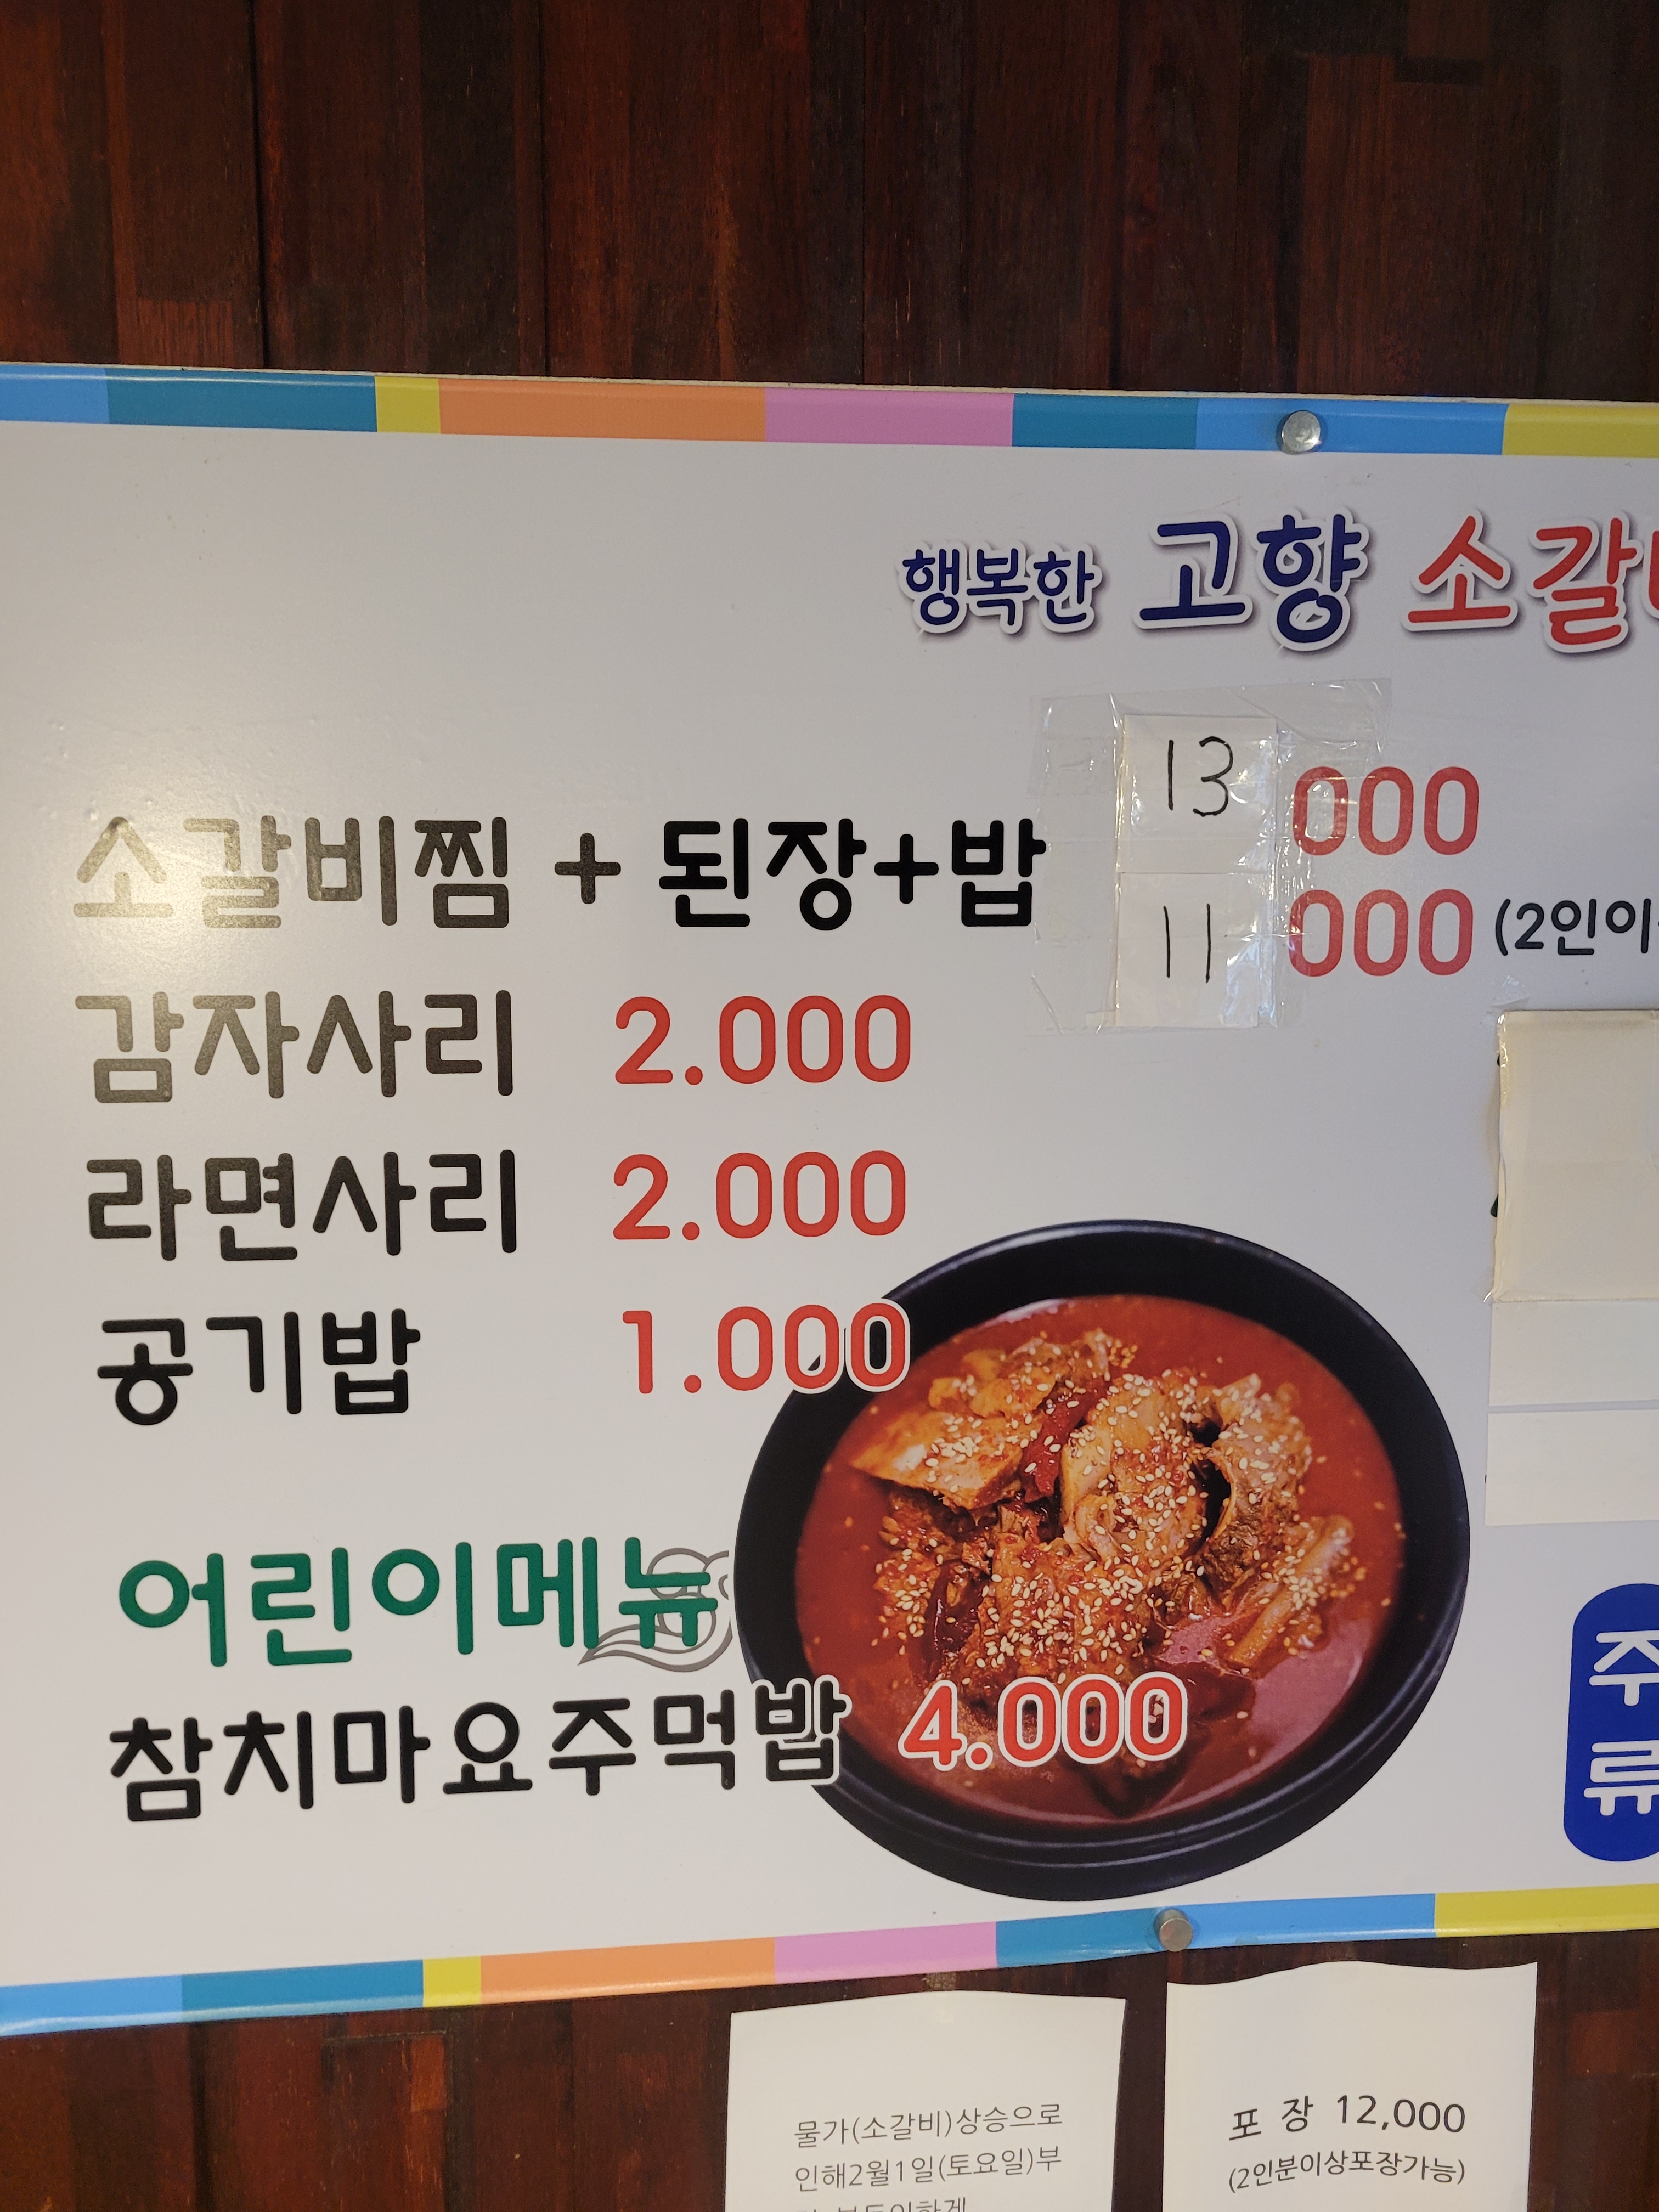 행복한 고향 소갈
소갈비찜 + 된장+밥 13 000
11 000 (2인이
감자사리 2.000
라면사리 2.000
공기밥 1.000
어린이메뉴
참치마요주먹밥 4.000
주
류
물가(소갈비)상승으로
인해2월1일(토요일)부
포 장 12,000
(2인분이상포장가능)